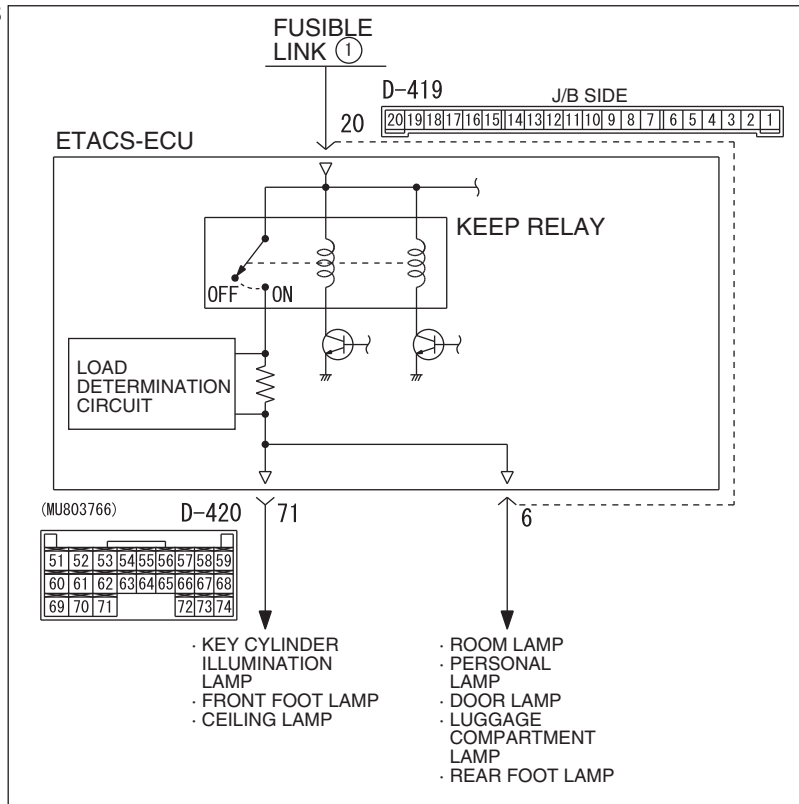 FUSIBLE
LINK 1
D-419
J/B SIDE
20
20 19 18 17 16 15 14 13 12 11 10 9 8 7 6 5 4 3 2 1
ETACS-ECU
KEEP RELAY
OFF ON
LOAD
DETERMINATION
CIRCUIT
(MU803766)
D-420
71
6
51 52 53 54 55 56 57 58 59
60 61 62 63 64 65 66 67 68
69 70 71 72 73 74
· KEY CYLINDER
ILLUMINATION
LAMP
· FRONT FOOT LAMP
· CEILING LAMP
· ROOM LAMP
· PERSONAL
LAMP
· DOOR LAMP
· LUGGAGE
COMPARTMENT
LAMP
· REAR FOOT LAMP